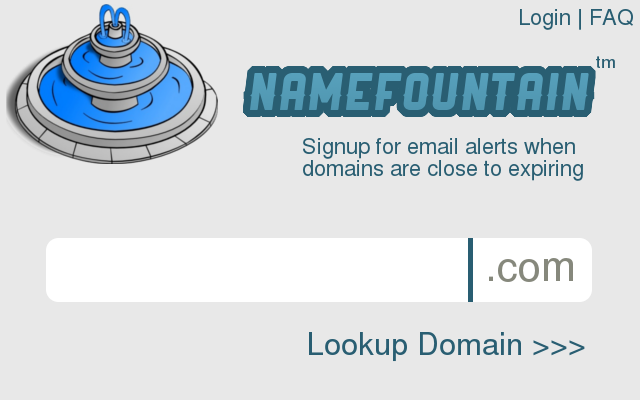 Login | FAQ
NAMEFOUNTAIN tm
Signup for email alerts when
domains are close to expiring
.com
Lookup Domain >>>